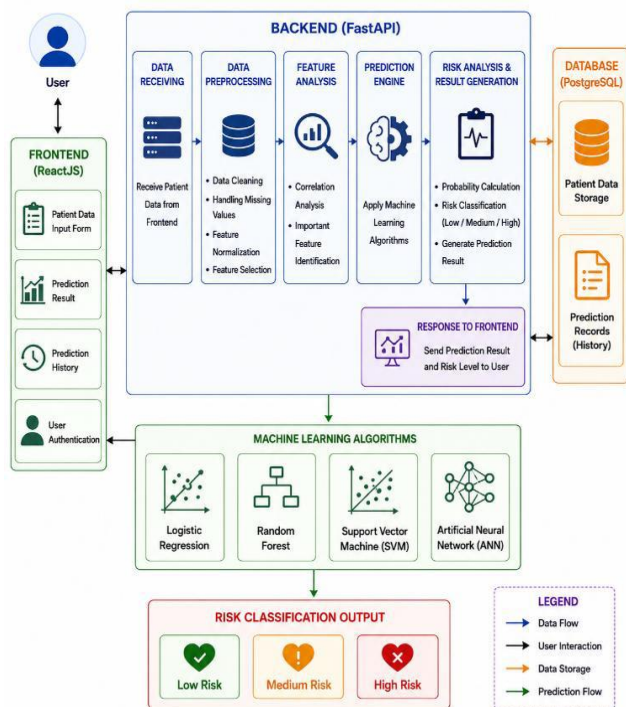 User
FRONTEND
(ReactJS)
Patient Data
Input Form
Prediction
Result
Prediction
History
User
Authentication
BACKEND (FastAPI)
DATA
RECEIVING
Receive Patient
Data from
Frontend
DATA
PREPROCESSING
• Data Cleaning
• Handling Missing
Values
• Feature
Normalization
• Feature Selection
FEATURE
ANALYSIS
• Correlation
Analysis
• Important
Feature
Identification
PREDICTION
ENGINE
Apply Machine
Learning
Algorithms
RISK ANALYSIS &
RESULT GENERATION
• Probability Calculation
• Risk Classification
(Low / Medium / High)
• Generate Prediction
Result
RESPONSE TO FRONTEND
Send Prediction Result
and Risk Level to User
DATABASE
(PostgreSQL)
Patient Data
Storage
Prediction
Records
(History)
MACHINE LEARNING ALGORITHMS
Logistic
Regression
Random
Forest
Support Vector
Machine (SVM)
Artificial Neural
Network (ANN)
RISK CLASSIFICATION OUTPUT
Low Risk
Medium Risk
High Risk
LEGEND
Data Flow
User Interaction
Data Storage
Prediction Flow